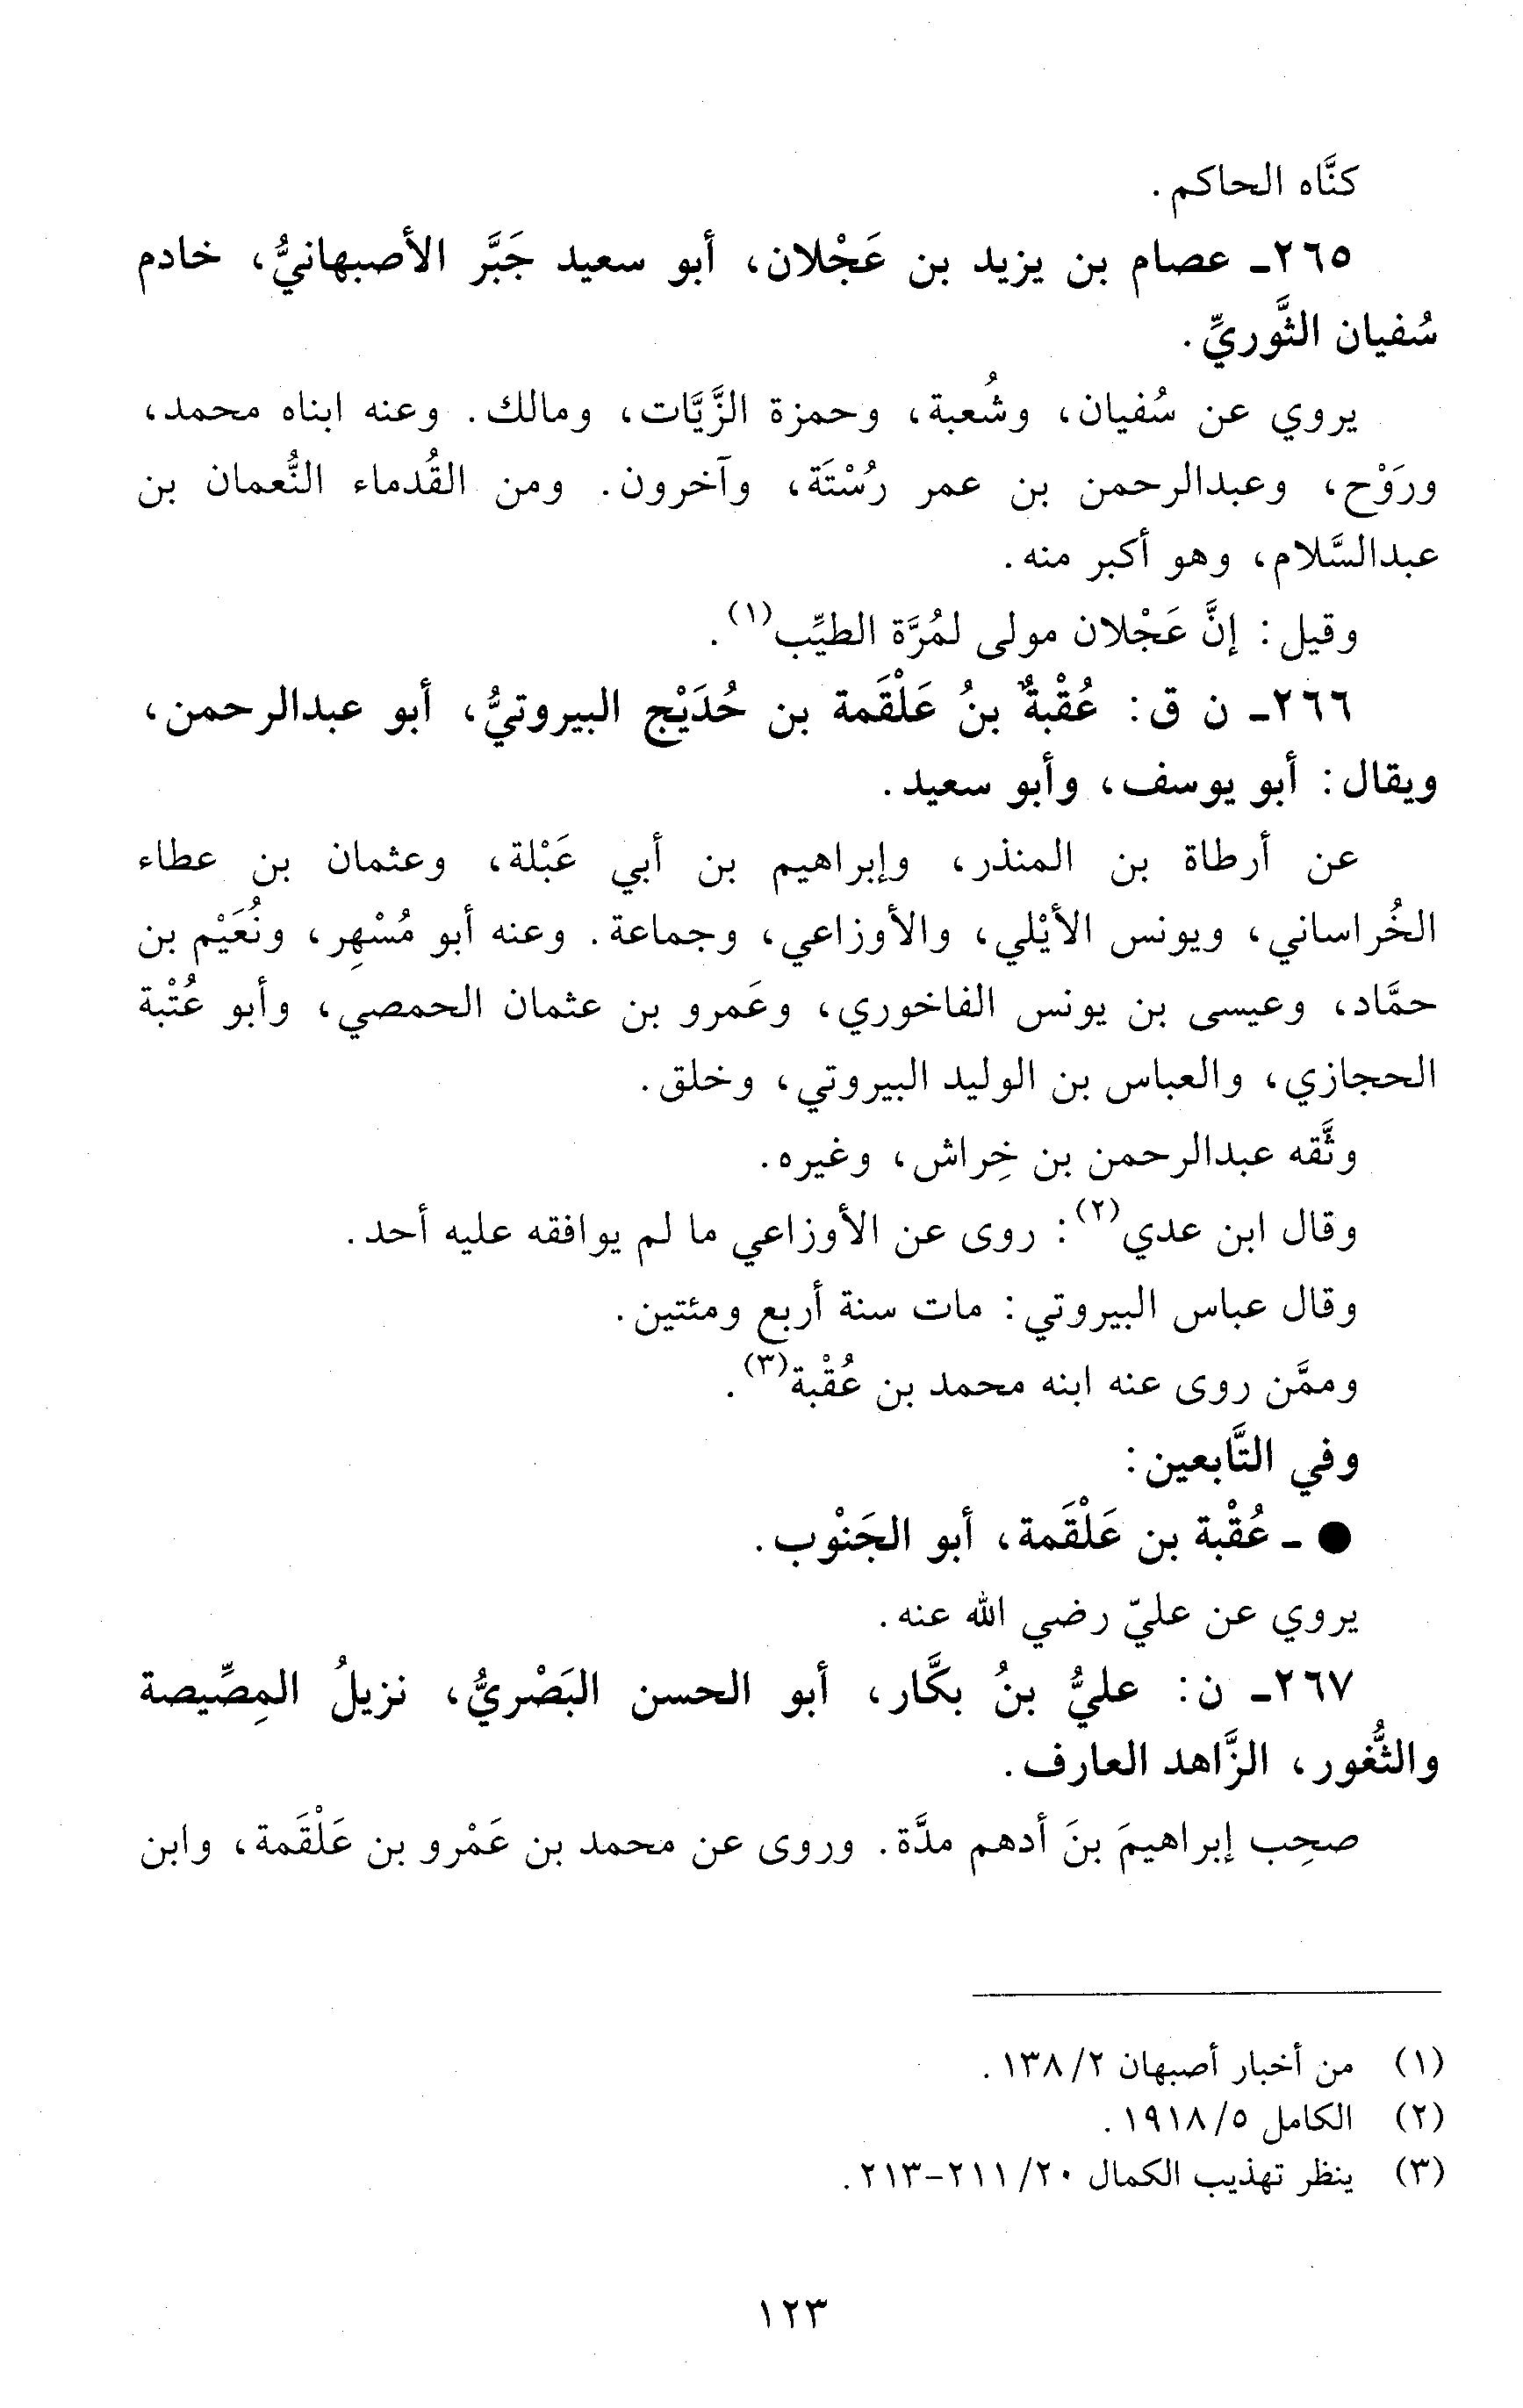 كنَّاه الحاكم.
٢٦٥ـ عصام بن يزيد بن عَجْلان، أبو سعيد جَبَّر الأصبهانيُّ، خادم
سُفيان الثَّوريِّ.
يروي عن سُفيان، وشُعبة، وحمزة الزَّيَّات، ومالك. وعنه ابناه محمد،
ورَوْح، وعبدالرحمن بن عمر رُسْتَة، وآخرون. ومن القُدماء النُّعمان بن
عبدالسَّلام، وهو أكبر منه.
وقيل: إنَّ عَجْلان مولى لمُرَّة الطيِّب(١).
٢٦٦ـ ن ق: عُقْبةٌ بنُ عَلْقَمة بن حُدَيْج البيروتيُّ، أبو عبدالرحمن،
ويقال: أبو يوسف، وأبو سعيد.
عن أرطاة بن المنذر، وإبراهيم بن أبي عَبْلة، وعثمان بن عطاء
الخُراساني، ويونس الأيْلي، والأوزاعي، وجماعة. وعنه أبو مُسْهِر، ونُعَيْم بن
حمَّاد، وعيسى بن يونس الفاخوري، وعَمرو بن عثمان الحمصي، وأبو عُتْبة
الحجازي، والعباس بن الوليد البيروتي، وخلق.
وثَّقه عبدالرحمن بن خِراش، وغيره.
وقال ابن عدي(٢): روى عن الأوزاعي ما لم يوافقه عليه أحد.
وقال عباس البيروتي: مات سنة أربع ومئتين.
وممَّن روى عنه ابنه محمد بن عُقْبة(٣).
وفي التَّابعين:
● ـ عُقْبة بن عَلْقَمة، أبو الجَنْوب.
يروي عن عليّ رضي الله عنه.
٢٦٧ـ ن: عليُّ بنُ بكَّار، أبو الحسن البَصْريُّ، نزيلُ المِصِّيصة
والثُّغور، الزَّاهد العارف.
صحِب إبراهيمَ بنَ أدهم مدَّة. وروى عن محمد بن عَمْرو بن عَلْقَمة، وابن
(١) من أخبار أصبهان ٢/ ١٣٨.
(٢) الكامل ٥/ ١٩١٨.
(٣) ينظر تهذيب الكمال ٢٠/ ٢١١-٢١٣.
١٢٣